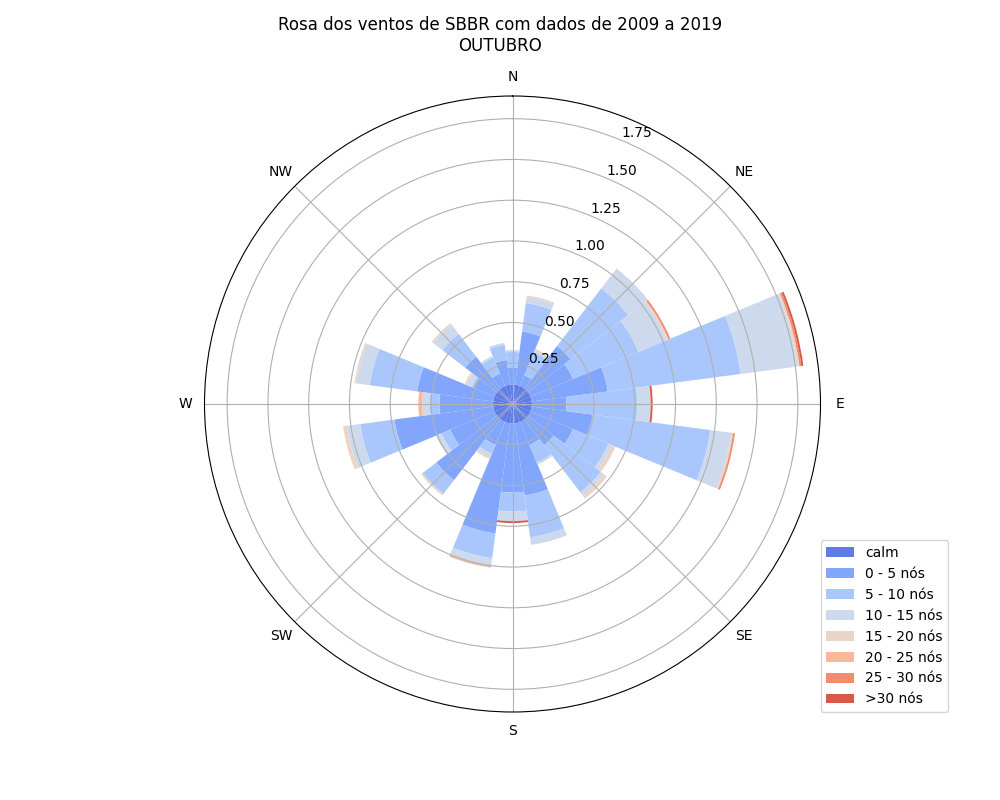 Rosa dos ventos de SBBR com dados de 2009 a 2019
OUTUBRO
N
NW
NE
1.75
1.50
1.25
1.00
0.75
0.50
0.25
W
E
SW
SE
S
calm
0 - 5 nós
5 - 10 nós
10 - 15 nós
15 - 20 nós
20 - 25 nós
25 - 30 nós
>30 nós